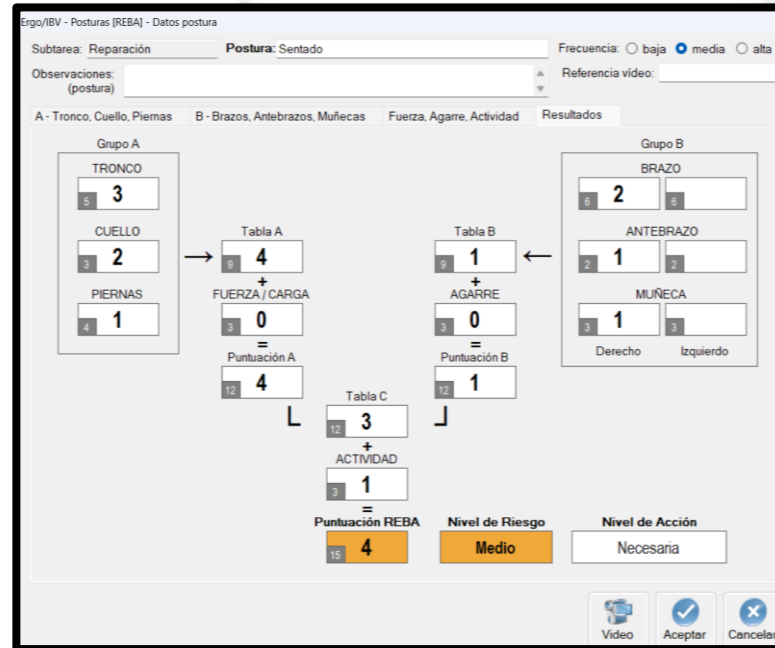 Ergo/IBV - Posturas [REBA] - Datos postura
Subtarea: Reparación Postura: Sentado Frecuencia: baja media alta
Observaciones: (postura) Referencia vídeo:
A - Tronco, Cuello, Piernas B - Brazos, Antebrazos, Muñecas Fuerza, Agarre, Actividad Resultados
Grupo A Grupo B
TRONCO BRAZO
5 3 6 2 6
CUELLO Tabla A Tabla B ANTEBRAZO
3 2 → 9 4 9 1 ← 2 1 2
+ +
PIERNAS FUERZA / CARGA AGARRE MUÑECA
4 1 3 0 3 0 3 1 3
= =
Puntuación A Puntuación B Derecho Izquierdo
12 4 12 1
Tabla C
12 3
+
ACTIVIDAD
3 1
=
Puntuación REBA Nivel de Riesgo Nivel de Acción
15 4 Medio Necesaria
Video Aceptar Cancelar